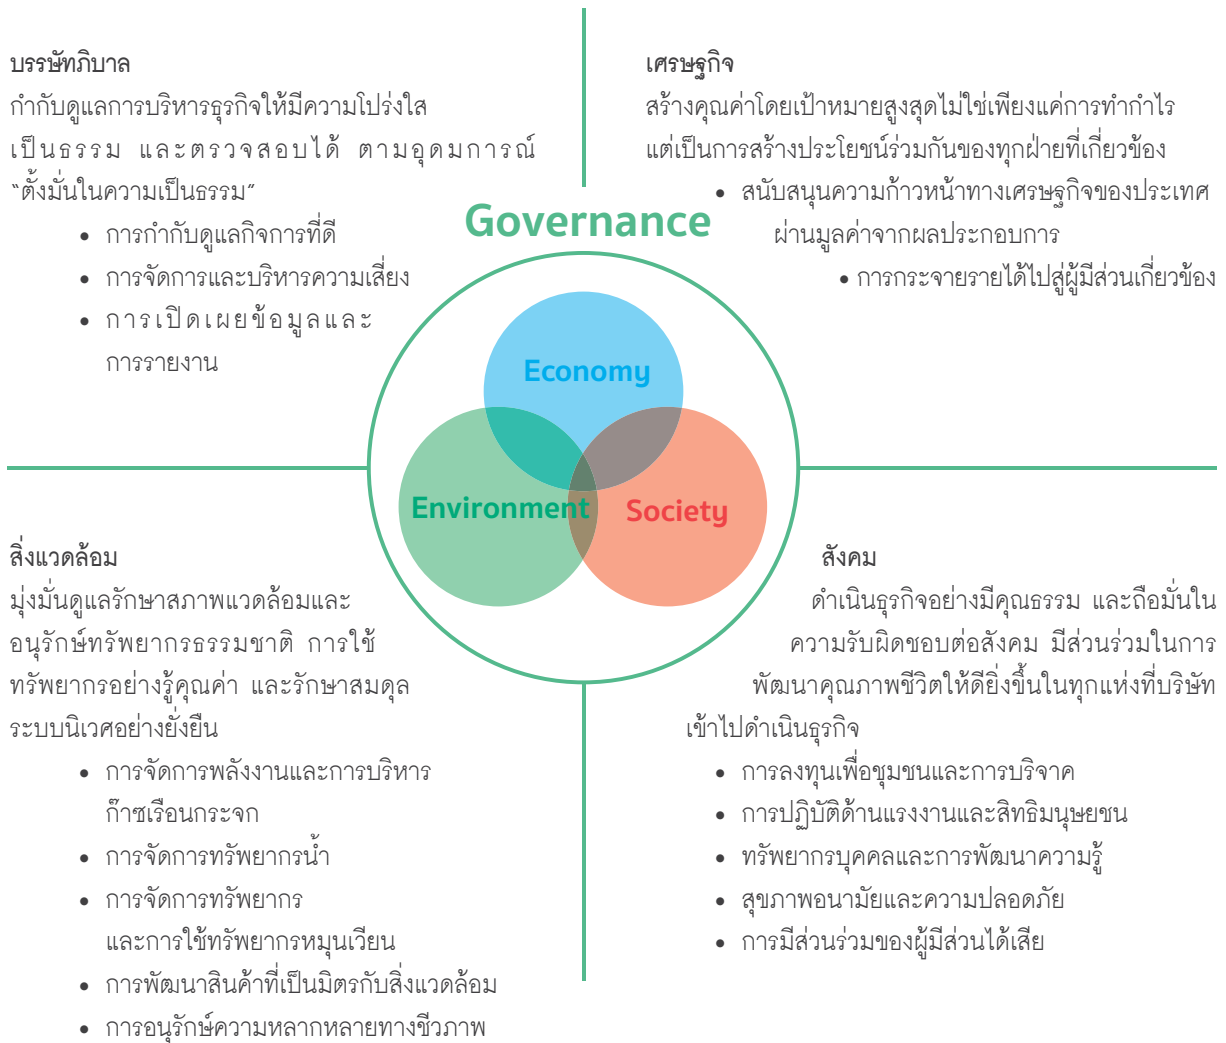 บรรษัทภิบาล
กำกับดูแลการบริหารธุรกิจให้มีความโปร่งใส
เป็นธรรม และตรวจสอบได้ ตามอุดมการณ์
“ตั้งมั่นในความเป็นธรรม”
• การกำกับดูแลกิจการที่ดี
• การจัดการและบริหารความเสี่ยง
• การเปิดเผยข้อมูลและ
การรายงาน
เศรษฐกิจ
สร้างคุณค่าโดยเป้าหมายสูงสุดไม่ใช่เพียงแค่การทำกำไร
แต่เป็นการสร้างประโยชน์ร่วมกันของทุกฝ่ายที่เกี่ยวข้อง
• สนับสนุนความก้าวหน้าทางเศรษฐกิจของประเทศ
ผ่านมูลค่าจากผลประกอบการ
• การกระจายรายได้ไปสู่ผู้มีส่วนเกี่ยวข้อง
Governance
Economy
Environment
Society
สิ่งแวดล้อม
มุ่งมั่นดูแลรักษาสภาพแวดล้อมและ
อนุรักษ์ทรัพยากรธรรมชาติ การใช้
ทรัพยากรอย่างรู้คุณค่า และรักษาสมดุล
ระบบนิเวศอย่างยั่งยืน
• การจัดการพลังงานและการบริหาร
ก๊าซเรือนกระจก
• การจัดการทรัพยากรน้ำ
• การจัดการทรัพยากร
และการใช้ทรัพยากรหมุนเวียน
• การพัฒนาสินค้าที่เป็นมิตรกับสิ่งแวดล้อม
• การอนุรักษ์ความหลากหลายทางชีวภาพ
สังคม
ดำเนินธุรกิจอย่างมีคุณธรรม และถือมั่นใน
ความรับผิดชอบต่อสังคม มีส่วนร่วมในการ
พัฒนาคุณภาพชีวิตให้ดียิ่งขึ้นในทุกแห่งที่บริษัท
เข้าไปดำเนินธุรกิจ
• การลงทุนเพื่อชุมชนและการบริจาค
• การปฏิบัติด้านแรงงานและสิทธิมนุษยชน
• ทรัพยากรบุคคลและการพัฒนาความรู้
• สุขภาพอนามัยและความปลอดภัย
• การมีส่วนร่วมของผู้มีส่วนได้เสีย